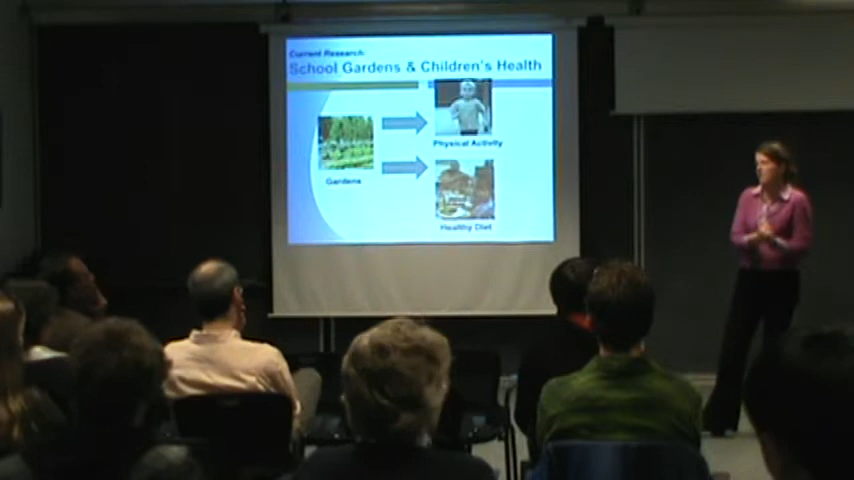 Current Research:
School Gardens & Children's Health
Physical Activity
Gardens
Healthy Diet